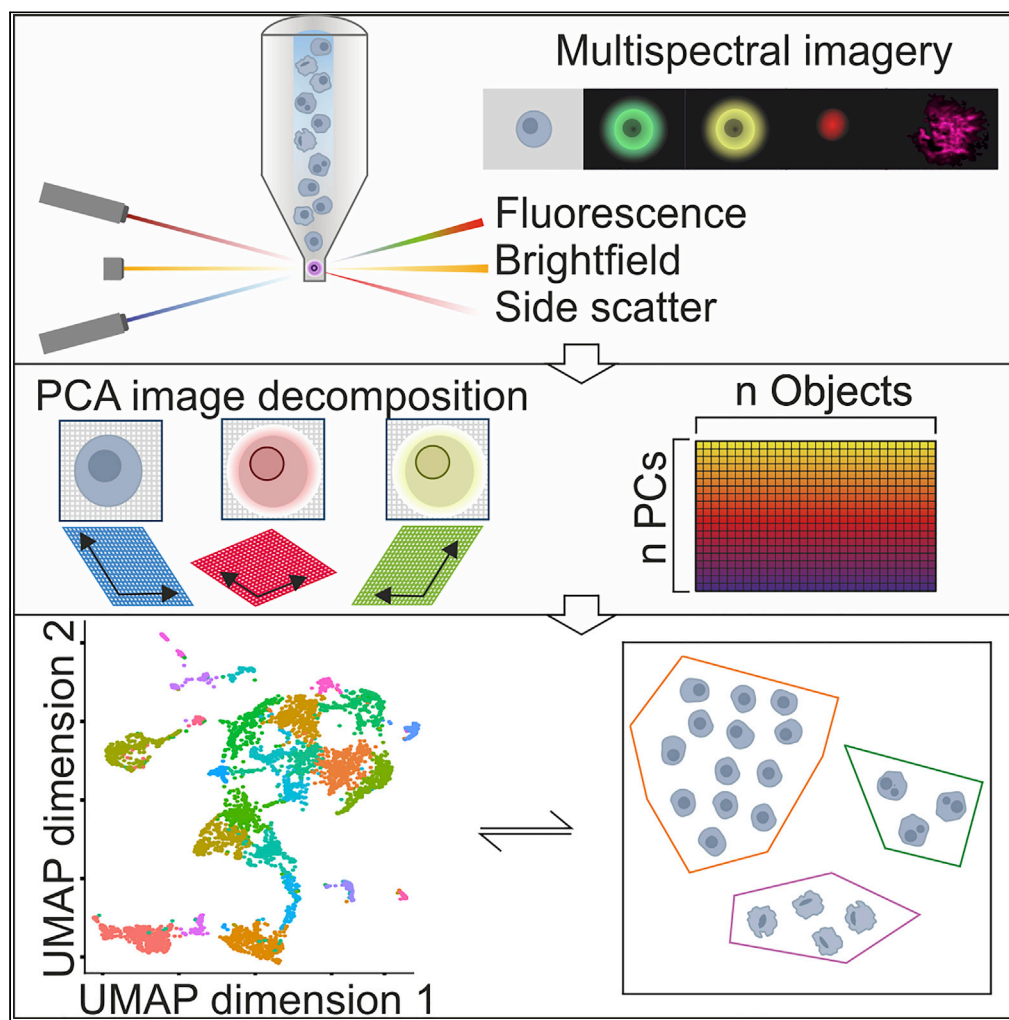 Multispectral imagery
Fluorescence
Brightfield
Side scatter
PCA image decomposition
n Objects
n PCs
UMAP dimension 2
UMAP dimension 1